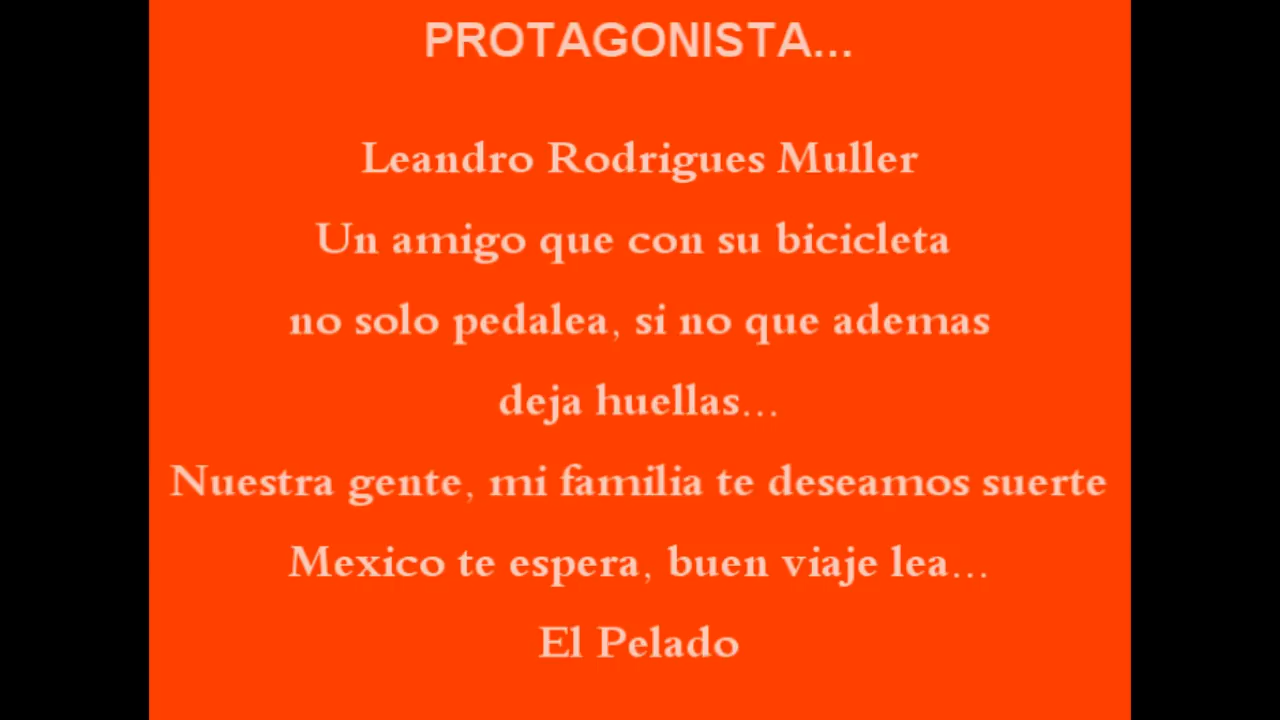 PROTAGONISTA...
Leandro Rodrigues Muller
Un amigo que con su bicicleta
no solo pedalea, si no que ademas
deja huellas...
Nuestra gente, mi familia te deseamos suerte
Mexico te espera, buen viaje lea...
El Pelado